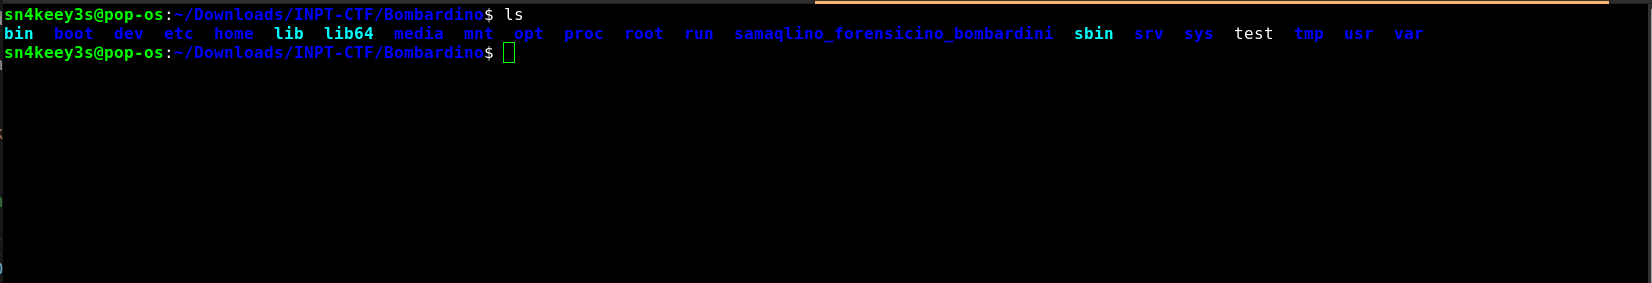 sn4keey3s@pop-os:~/Downloads/INPT-CTF/Bombardino$ ls
bin boot dev etc home lib lib64 media mnt opt proc root run samaqlino_forensicino_bombardini sbin srv sys test tmp usr var
sn4keey3s@pop-os:~/Downloads/INPT-CTF/Bombardino$